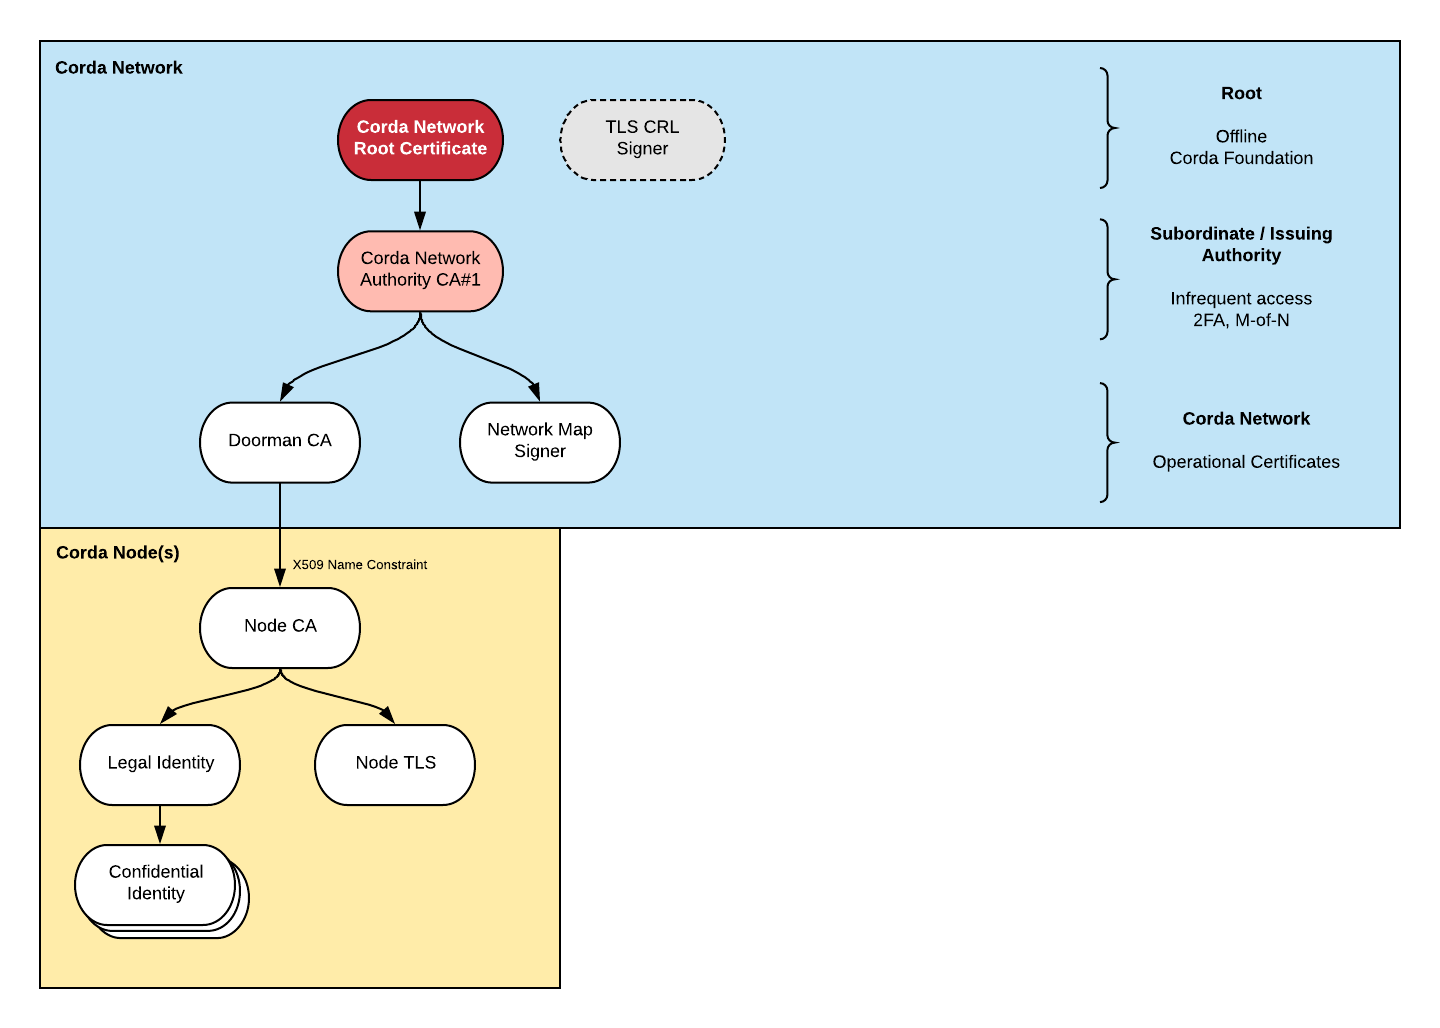 Corda Network
Corda Network
Root Certificate
TLS CRL
Signer
Root
Offline
Corda Foundation
Corda Network
Authority CA#1
Subordinate / Issuing
Authority
Infrequent access
2FA, M-of-N
Doorman CA
Network Map
Signer
Corda Network
Operational Certificates
Corda Node(s)
X509 Name Constraint
Node CA
Legal Identity
Node TLS
Confidential
Identity